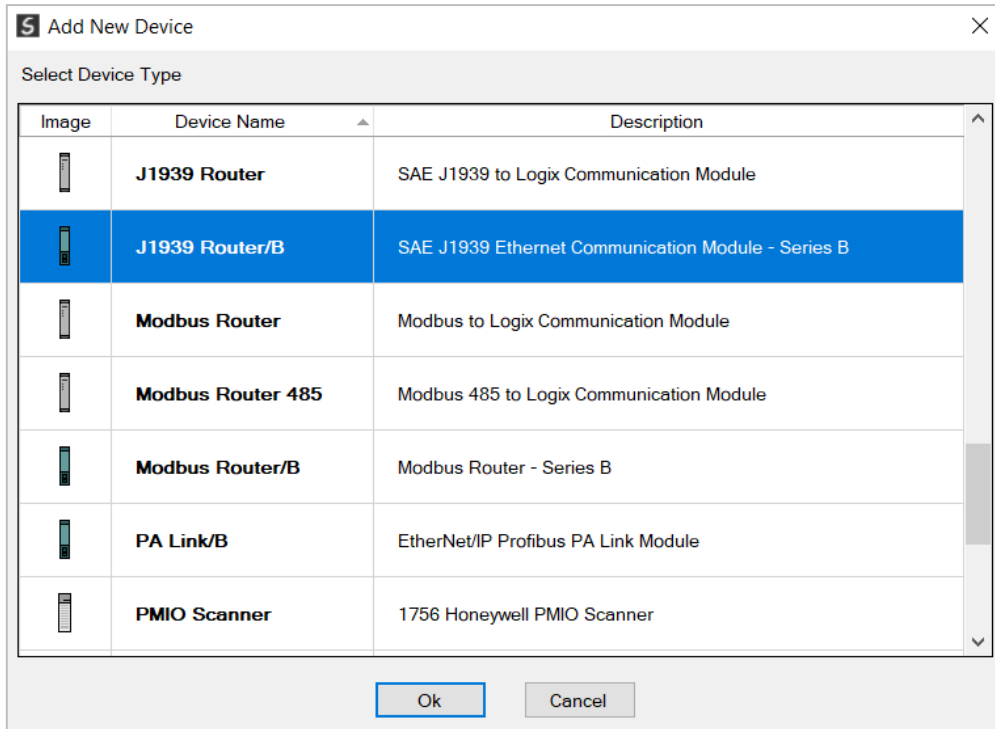 S Add New Device
Select Device Type
Image Device Name Description
J1939 Router SAE J1939 to Logix Communication Module
J1939 Router/B SAE J1939 Ethernet Communication Module - Series B
Modbus Router Modbus to Logix Communication Module
Modbus Router 485 Modbus 485 to Logix Communication Module
Modbus Router/B Modbus Router - Series B
PA Link/B EtherNet/IP Profibus PA Link Module
PMIO Scanner 1756 Honeywell PMIO Scanner
Ok Cancel